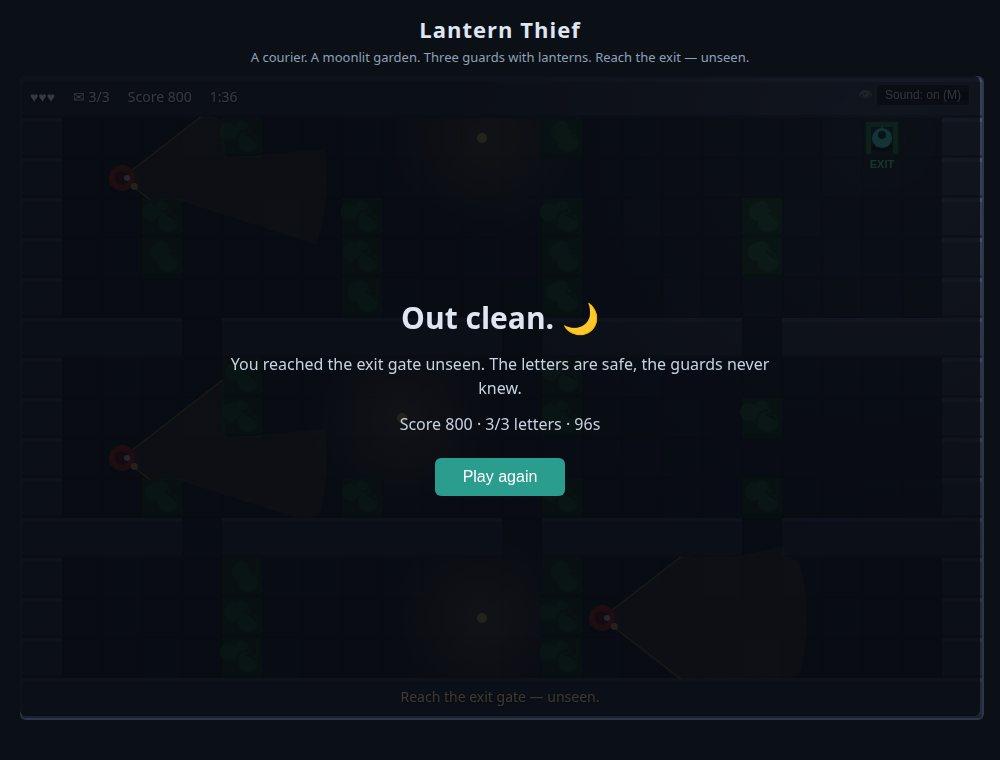 Lantern Thief
A courier. A moonlit garden. Three guards with lanterns. Reach the exit — unseen.
♥♥♥ ✉ 3/3 Score 800 1:36 👁 Sound: on (M)
EXIT
Out clean. 🌙
You reached the exit gate unseen. The letters are safe, the guards never
knew.
Score 800 · 3/3 letters · 96s
Play again
Reach the exit gate — unseen.